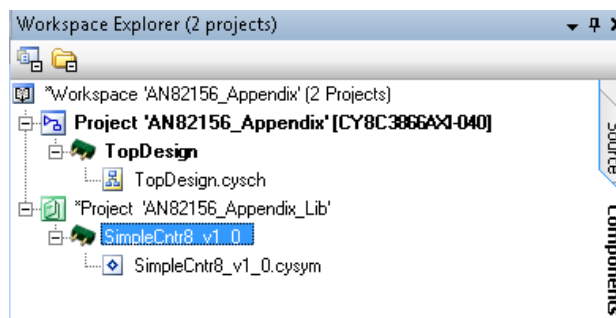 Workspace Explorer (2 projects)
*Workspace 'AN82156_Appendix' (2 Projects)
Project 'AN82156_Appendix' [CY8C3866AXI-040]
TopDesign
TopDesign.cysch
*Project 'AN82156_Appendix_Lib'
SimpleCntr8_v1_0
SimpleCntr8_v1_0.cysym
Source
Components